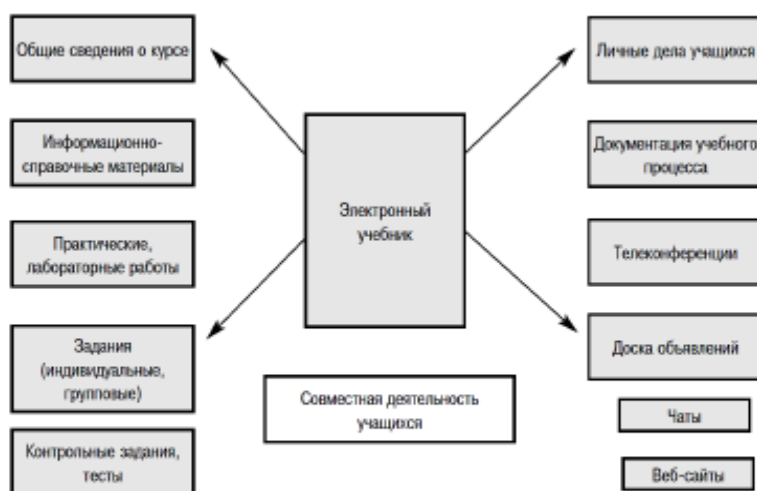 Общие сведения о курсе
Информационно-
справочные материалы
Практические,
лабораторные работы
Задания
(индивидуальные,
групповые)
Контрольные задания,
тесты
Электронный
учебник
Совместная деятельность
учащихся
Личные дела учащихся
Документация учебного
процесса
Телеконференции
Доска объявлений
Чаты
Веб-сайты